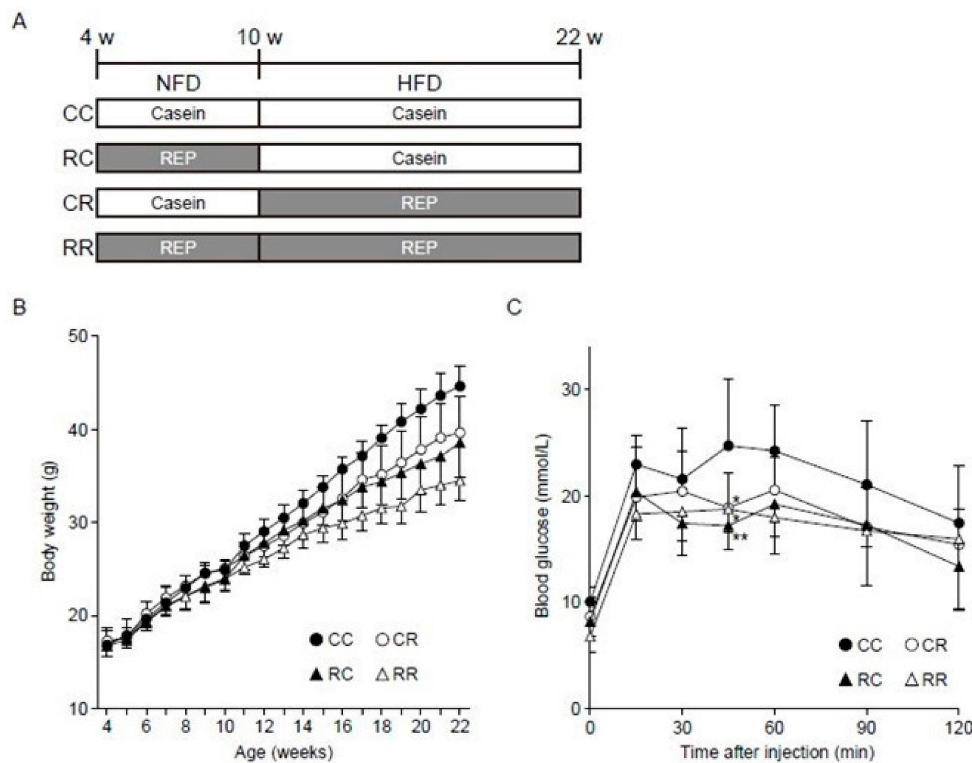 A
4 w 10 w 22 w
NFD HFD
CC Casein Casein
RC REP Casein
CR Casein REP
RR REP REP
B
50
40
30
20
10
Body weight (g)
4 6 8 10 12 14 16 18 20 22
Age (weeks)
CC CR
RC RR
C
30
20
10
0
Blood glucose (mmol/L)
*
*
**
0 30 60 90 120
Time after injection (min)
CC CR
RC RR